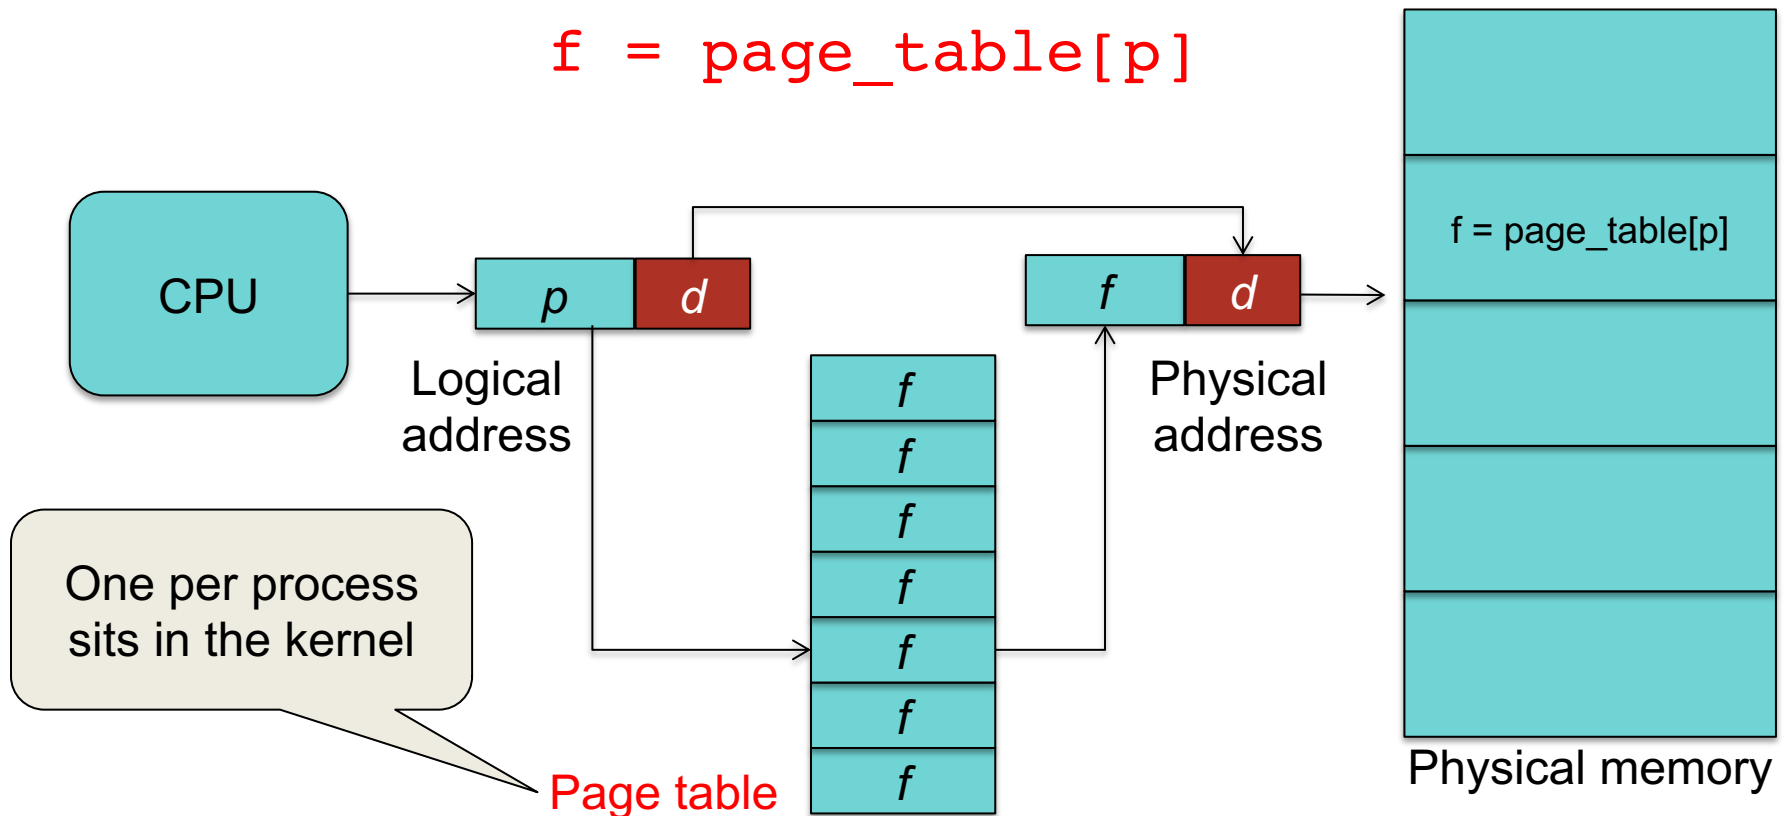 f = page_table[p]
CPU
p d
Logical
address
f d
Physical
address
f = page_table[p]
Physical memory
f
f
f
f
f
f
f
One per process
sits in the kernel
Page table